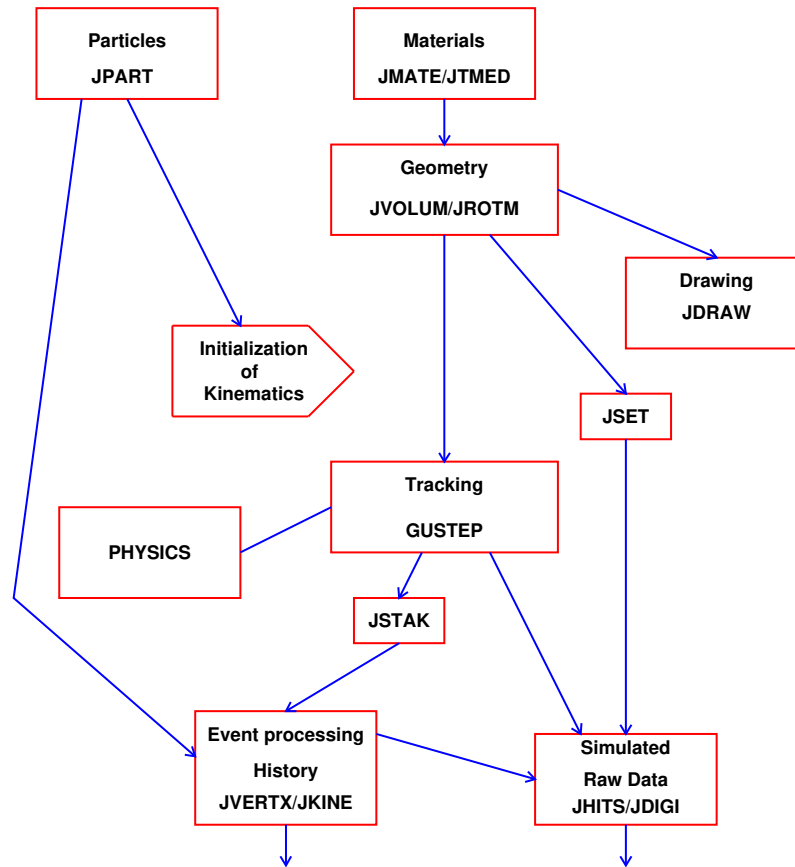 Particles
JPART
Materials
JMATE/JTMED
Geometry
JVOLUM/JROTM
Drawing
JDRAW
Initialization
of
Kinematics
JSET
Tracking
GUSTEP
PHYSICS
JSTAK
Event processing
History
JVERTX/JKINE
Simulated
Raw Data
JHITS/JDIGI